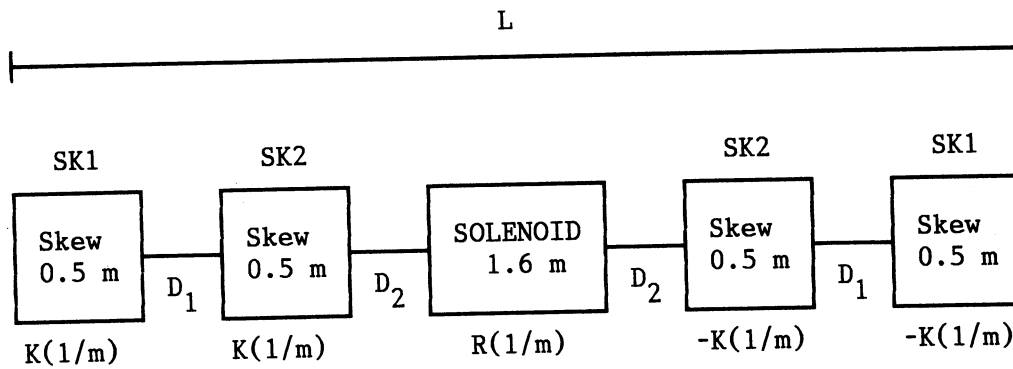 L
SK1 SK2 SK2 SK1
Skew 0.5 m
Skew 0.5 m
SOLENOID 1.6 m
Skew 0.5 m
Skew 0.5 m
D1 D2 D2 D1
K(1/m) K(1/m) R(1/m) -K(1/m) -K(1/m)